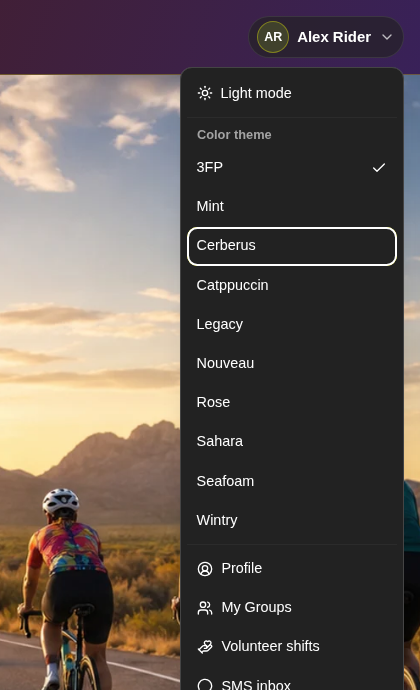 AR Alex Rider
Light mode
Color theme
3FP
Mint
Cerberus
Catppuccin
Legacy
Nouveau
Rose
Sahara
Seafoam
Wintry
Profile
My Groups
Volunteer shifts
SMS inbox